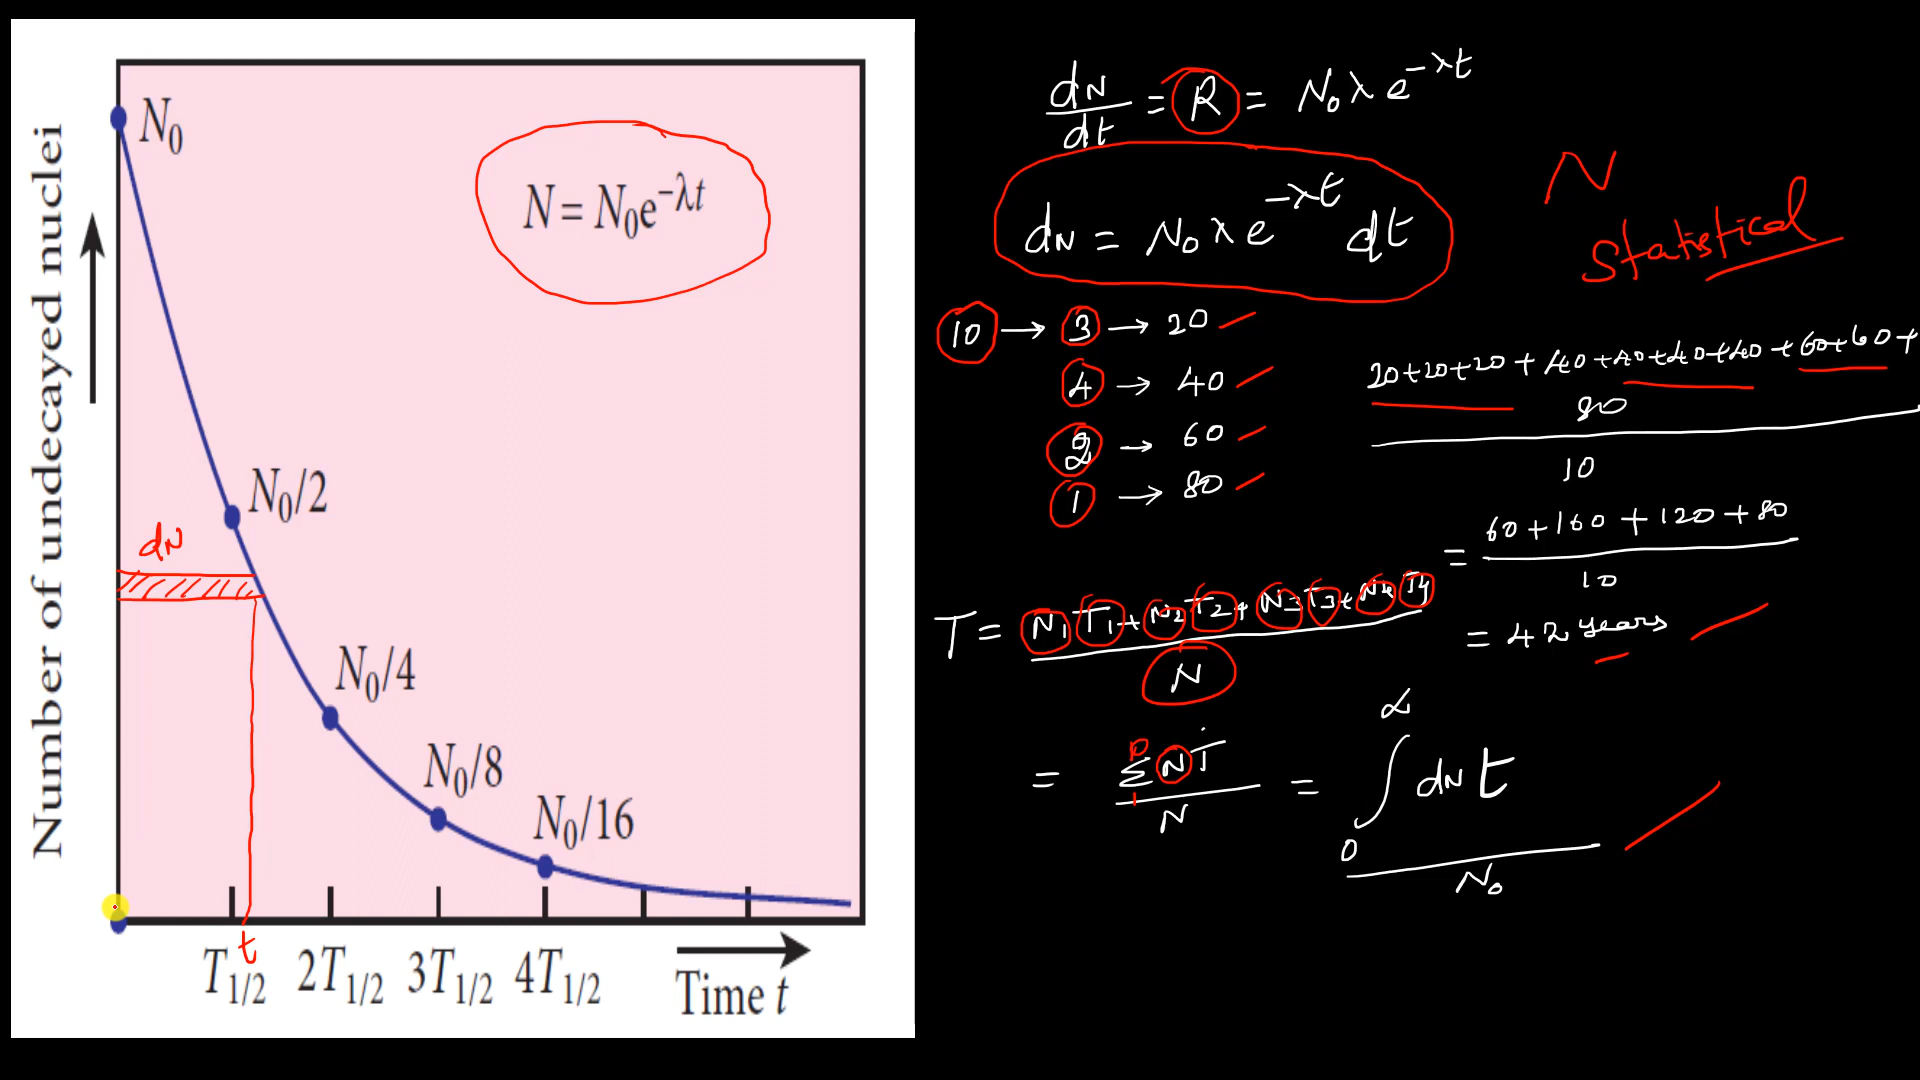 Number of undecayed nuclei
N₀
N = N₀e^−λt
N₀/2
dN
N₀/4
N₀/8
N₀/16
t
T₁/₂ 2T₁/₂ 3T₁/₂ 4T₁/₂
Time t
dN/dt = R = N₀ λ e^−λt
dN = N₀ λ e^−λt dt
N
Statistical
10 → 3 → 20
4 → 40
2 → 60
1 → 80
20+20+20 + 40 +40+40+40 + 60+60+
80
10
= 60+160+120+80
10
= 42 years
T = N₁T₁+N₂T₂+N₃T₃+N₄T₄
N
= Σ NT
N
= ∫ dN t
0
N₀